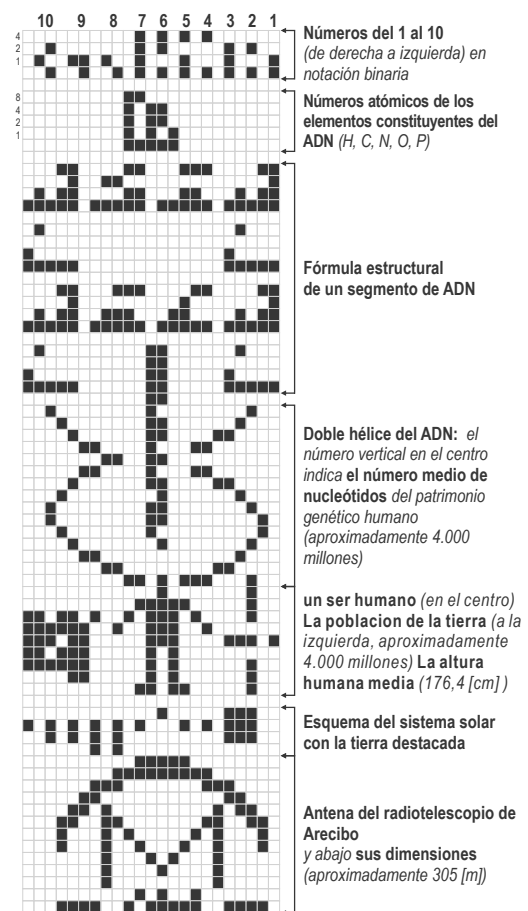 10 9 8 7 6 5 4 3 2 1
4
2
1
Números del 1 al 10
(de derecha a izquierda) en
notación binaria
8
4
2
1
Números atómicos de los
elementos constituyentes del
ADN (H, C, N, O, P)
Fórmula estructural
de un segmento de ADN
Doble hélice del ADN: el
número vertical en el centro
indica el número medio de
nucleótidos del patrimonio
genético humano
(aproximadamente 4.000
millones)
un ser humano (en el centro)
La poblacion de la tierra (a la
izquierda, aproximadamente
4.000 millones) La altura
humana media (176,4 [cm] )
Esquema del sistema solar
con la tierra destacada
Antena del radiotelescopio de
Arecibo
y abajo sus dimensiones
(aproximadamente 305 [m])